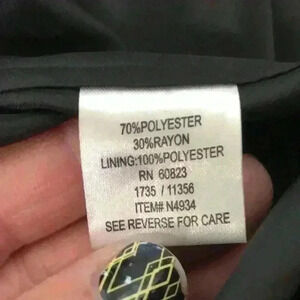 70%POLYESTER
30%RAYON
LINING:100%POLYESTER
RN 60823
1735 / 11356
ITEM# N4934
SEE REVERSE FOR CARE